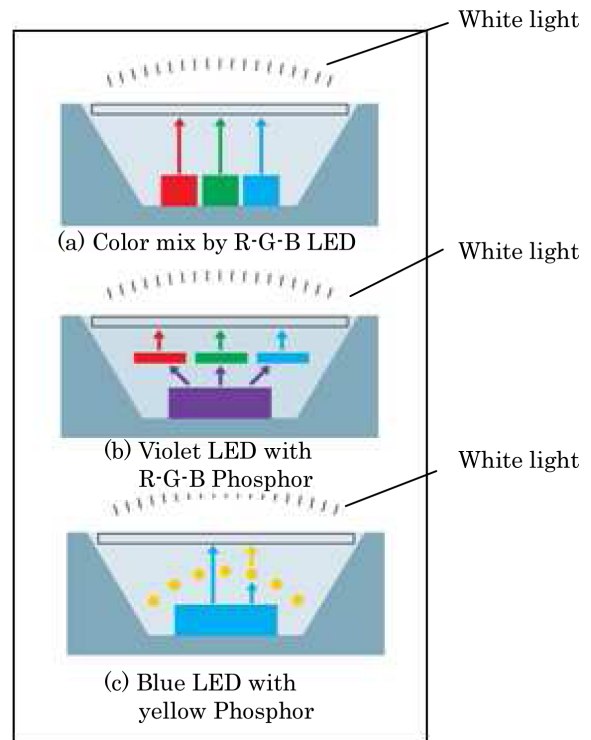 White light
(a) Color mix by R-G-B LED
White light
(b) Violet LED with
R-G-B Phosphor
White light
(c) Blue LED with
yellow Phosphor